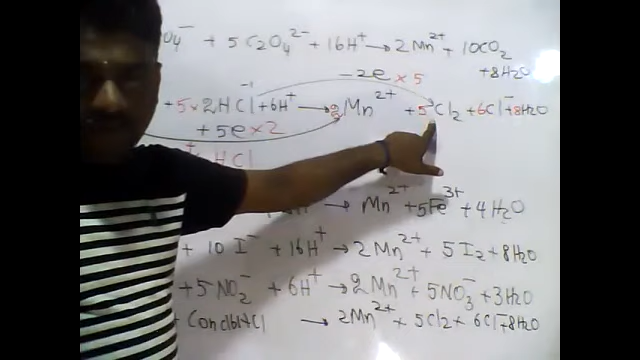 O₄⁻ + 5C₂O₄²⁻ + 16H⁺ → 2Mn²⁺ + 10CO₂
+8H₂O
−2e × 5
+ 5 × 2HCl⁻¹ + 6H⁺ → 2Mn²⁺ + 5Cl₂ + 6Cl⁻ + 8H₂O
+ 5e × 2
HCl
→ Mn²⁺ + 5Fe³⁺ + 4H₂O
+ 10I⁻ + 16H⁺ → 2Mn²⁺ + 5I₂ + 8H₂O
+ 5NO₂⁻ + 6H⁺ → 2Mn²⁺ + 5NO₃⁻ + 3H₂O
+ → 2Mn²⁺ + 5Cl₂ + 6Cl⁻ + 8H₂O